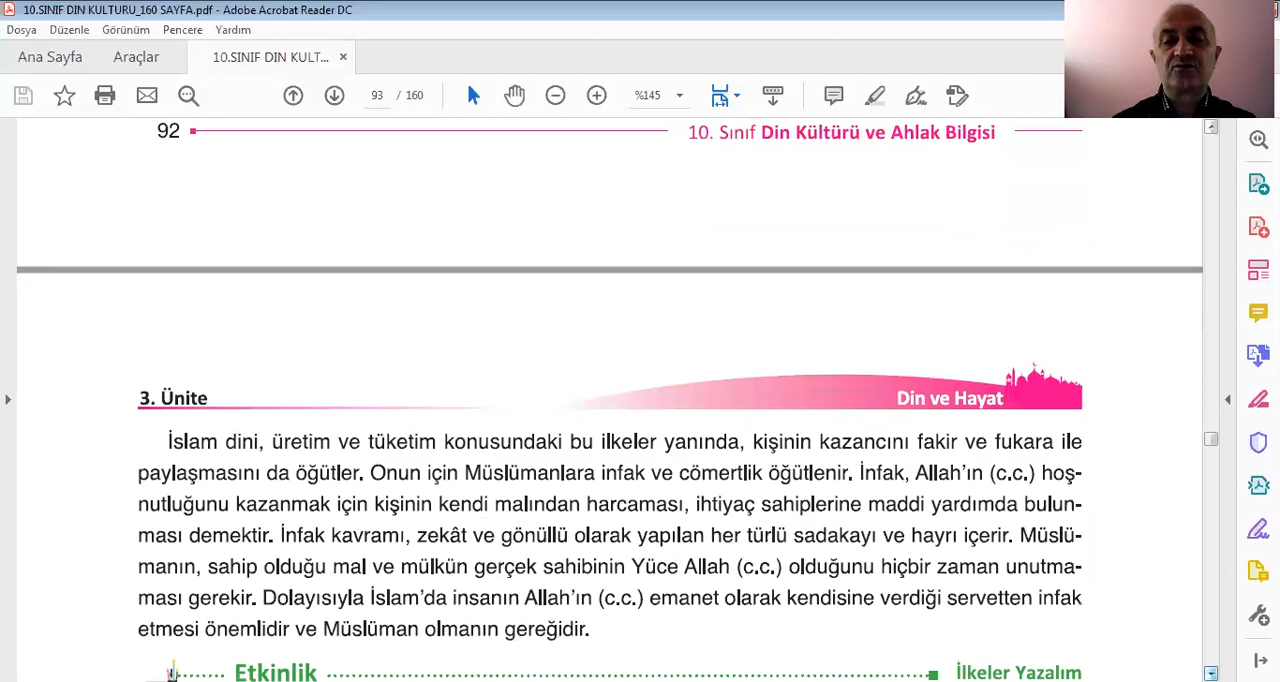 10.SINIF DIN KULTURU_160 SAYFA.pdf - Adobe Acrobat Reader DC
Dosya Düzenle Görünüm Pencere Yardım
Ana Sayfa Araçlar 10.SINIF DIN KULT... ×
93 / 160 %145
92 10. Sınıf Din Kültürü ve Ahlak Bilgisi
3. Ünite Din ve Hayat
İslam dini, üretim ve tüketim konusundaki bu ilkeler yanında, kişinin kazancını fakir ve fukara ile
paylaşmasını da öğütler. Onun için Müslümanlara infak ve cömertlik öğütlenir. İnfak, Allah’ın (c.c.) hoş-
nutluğunu kazanmak için kişinin kendi malından harcaması, ihtiyaç sahiplerine maddi yardımda bulun-
ması demektir. İnfak kavramı, zekât ve gönüllü olarak yapılan her türlü sadakayı ve hayrı içerir. Müslü-
manın, sahip olduğu mal ve mülkün gerçek sahibinin Yüce Allah (c.c.) olduğunu hiçbir zaman unutma-
ması gerekir. Dolayısıyla İslam’da insanın Allah’ın (c.c.) emanet olarak kendisine verdiği servetten infak
etmesi önemlidir ve Müslüman olmanın gereğidir.
Etkinlik İlkeler Yazalım